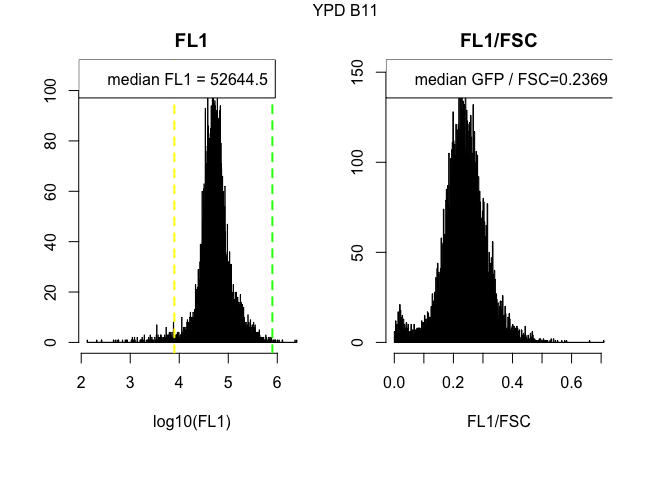 YPD B11
FL1
median FL1 = 52644.5
0 20 40 60 80 100
2 3 4 5 6
log10(FL1)
FL1/FSC
median GFP / FSC=0.2369
0 50 100 150
0.0 0.2 0.4 0.6
FL1/FSC